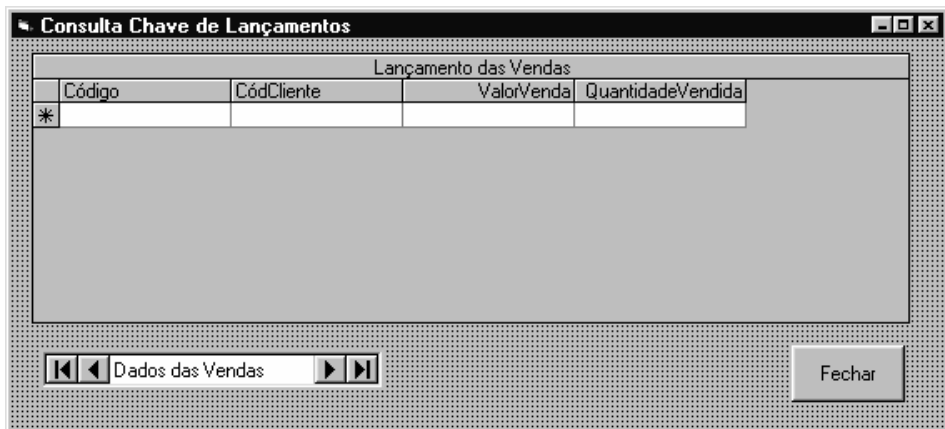 Consulta Chave de Lançamentos
Lançamento das Vendas
Código CódCliente ValorVenda QuantidadeVendida
Dados das Vendas
Fechar